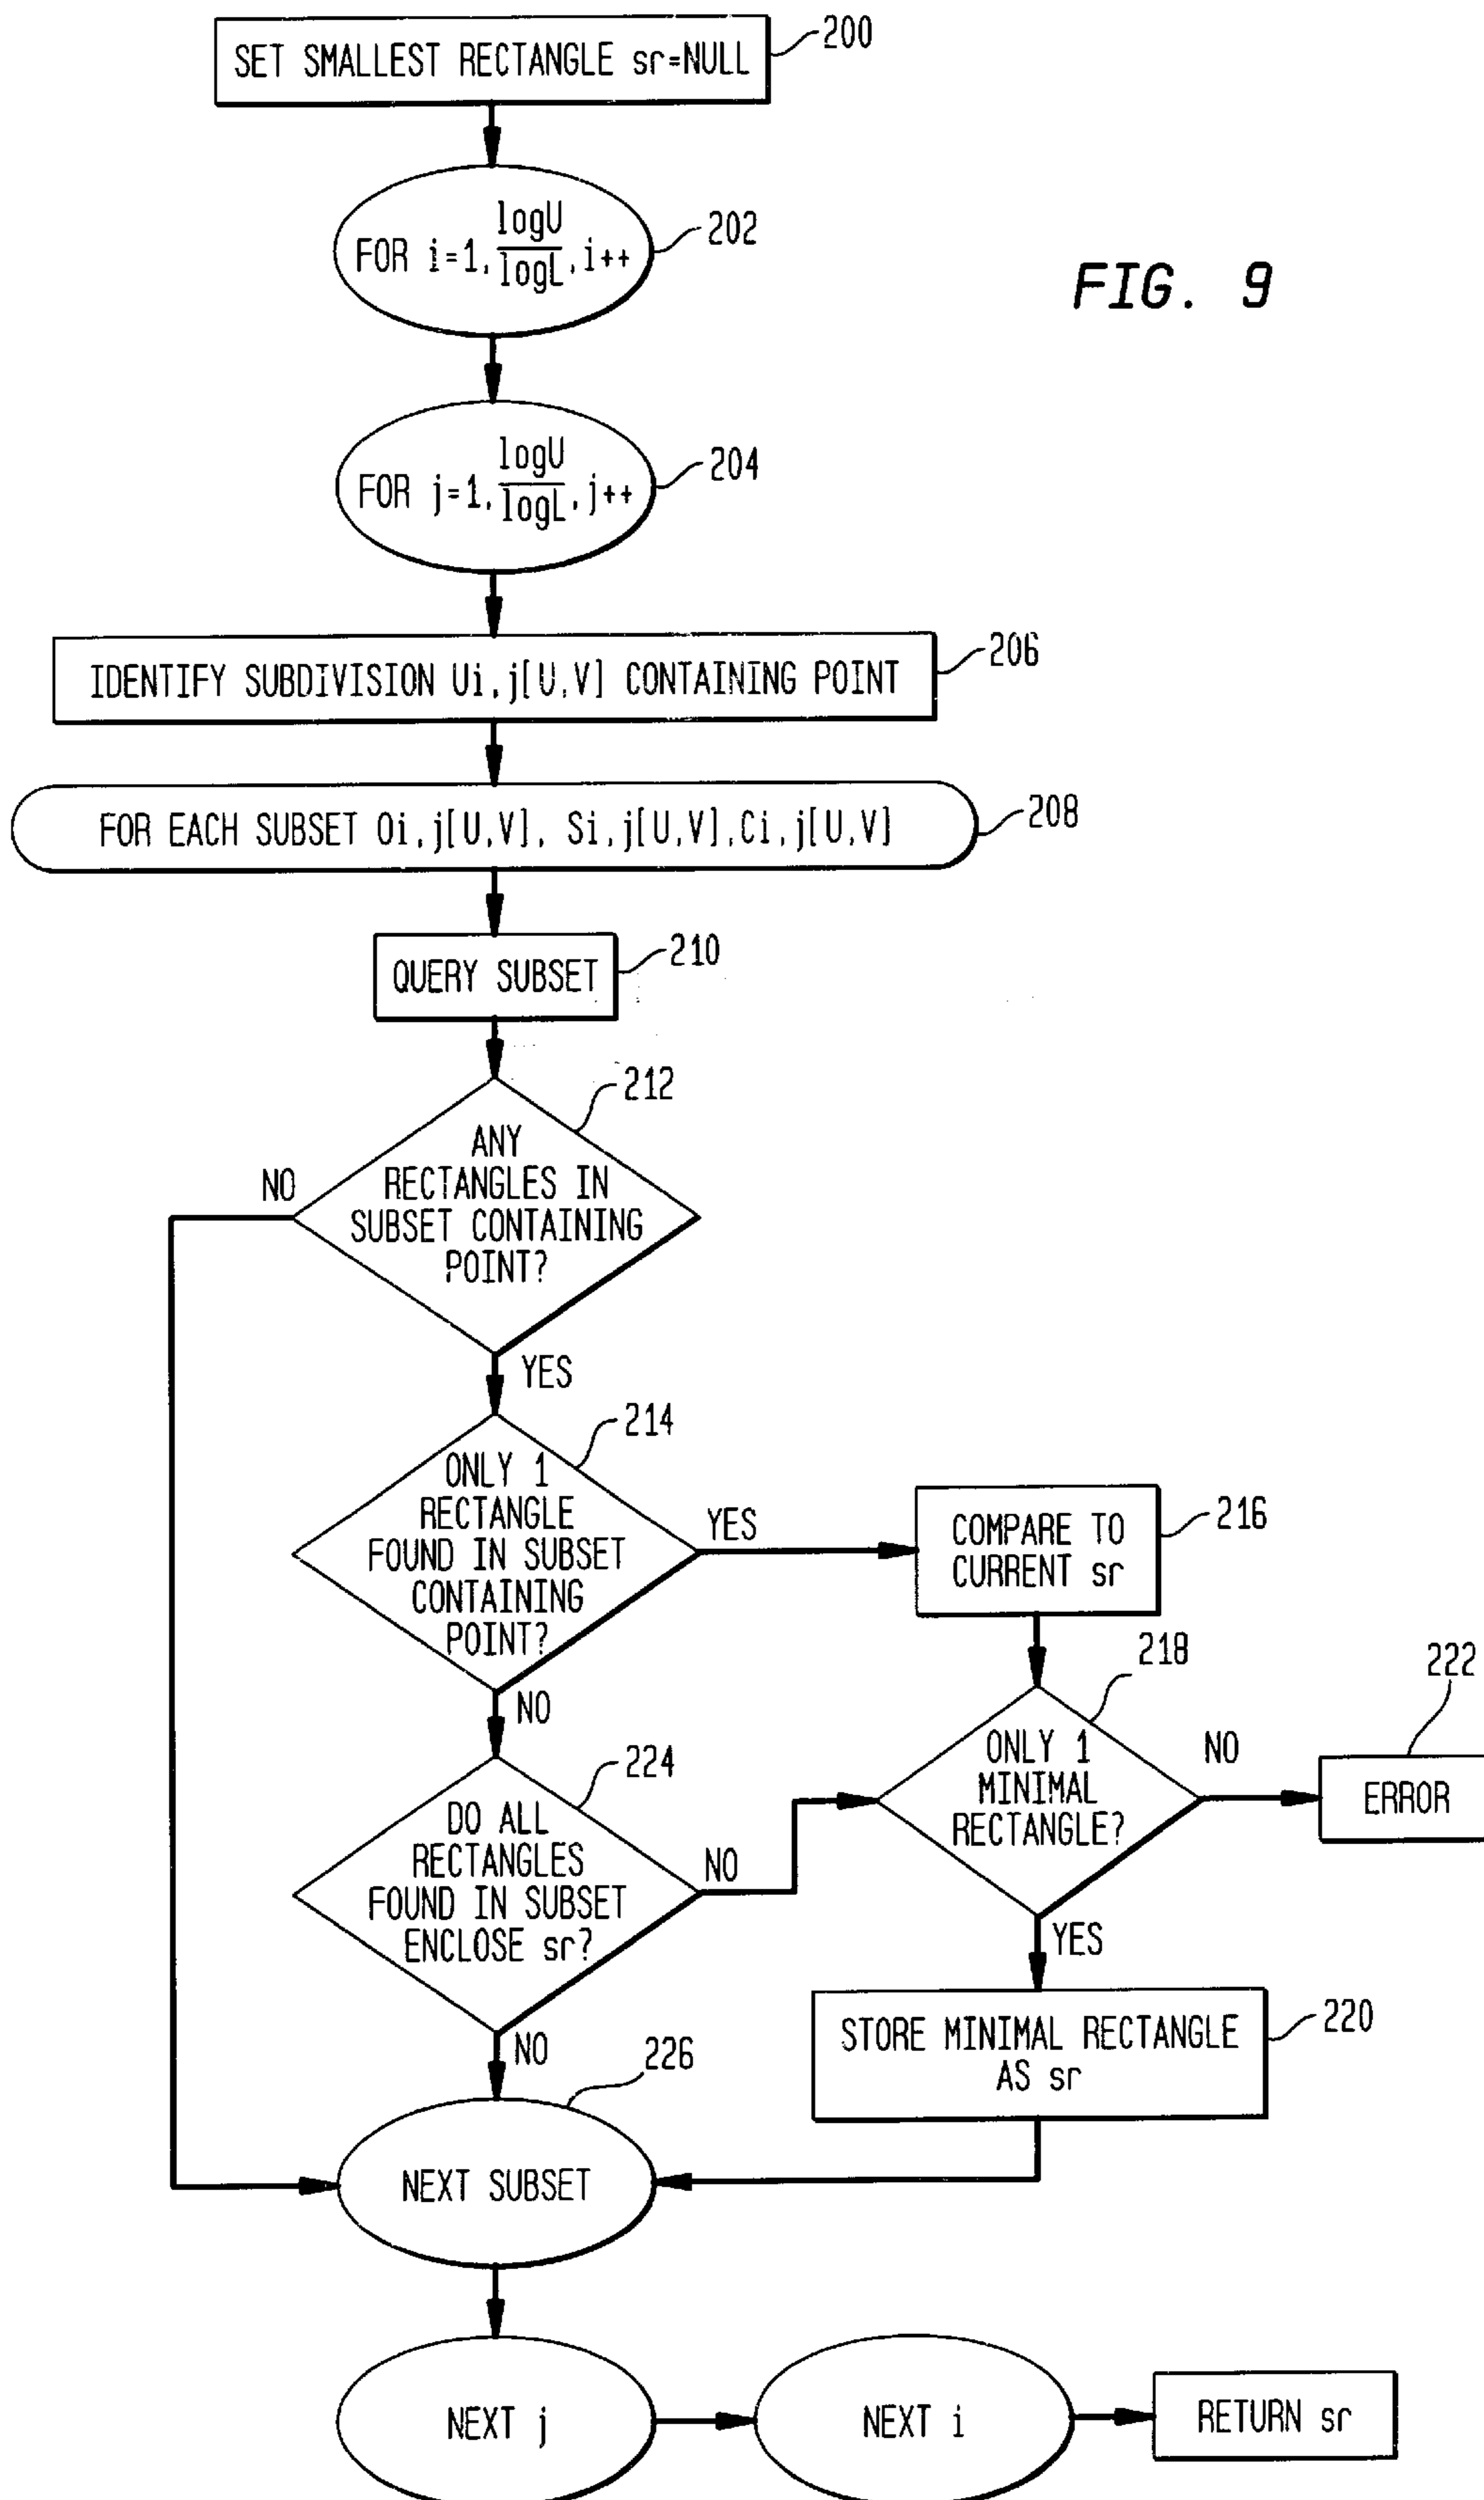 SET SMALLEST RECTANGLE sr=NULL
200
FOR i=1, logU/logL, i++
202
FIG. 9
FOR j=1, logU/logL, j++
204
IDENTIFY SUBDIVISION Ui,j[U,V] CONTAINING POINT
206
FOR EACH SUBSET Oi,j[U,V], Si,j[U,V],Ci,j[U,V]
208
QUERY SUBSET
210
212
ANY
RECTANGLES IN
SUBSET CONTAINING
POINT?
NO
YES
214
ONLY 1
RECTANGLE
FOUND IN SUBSET
CONTAINING
POINT?
YES
NO
COMPARE TO
CURRENT sr
216
218
ONLY 1
MINIMAL
RECTANGLE?
NO
222
ERROR
YES
224
DO ALL
RECTANGLES
FOUND IN SUBSET
ENCLOSE sr?
NO
NO
STORE MINIMAL RECTANGLE
AS sr
220
226
NEXT SUBSET
NEXT j
NEXT i
RETURN sr